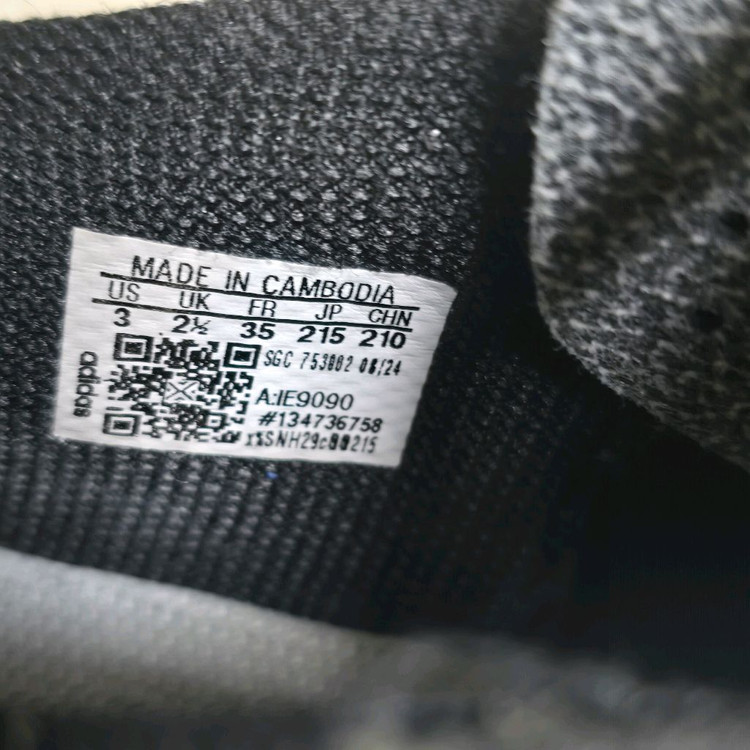 MADE IN CAMBODIA
US UK FR JP CHN
3 2½ 35 215 210
SGC 08/24
adidas
A:IE9090
#134736758